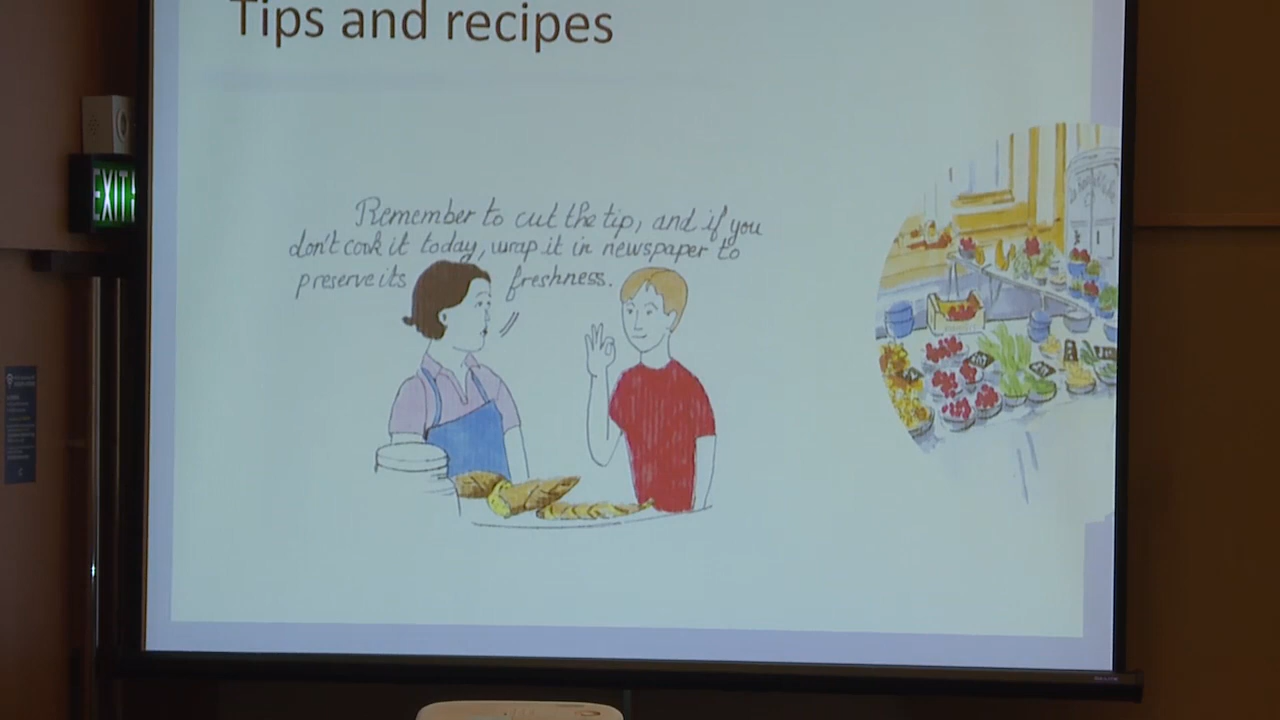 Tips and recipes
Remember to cut the tip, and if you
don't cook it today, wrap it in newspaper to
preserve its freshness.
EXIT